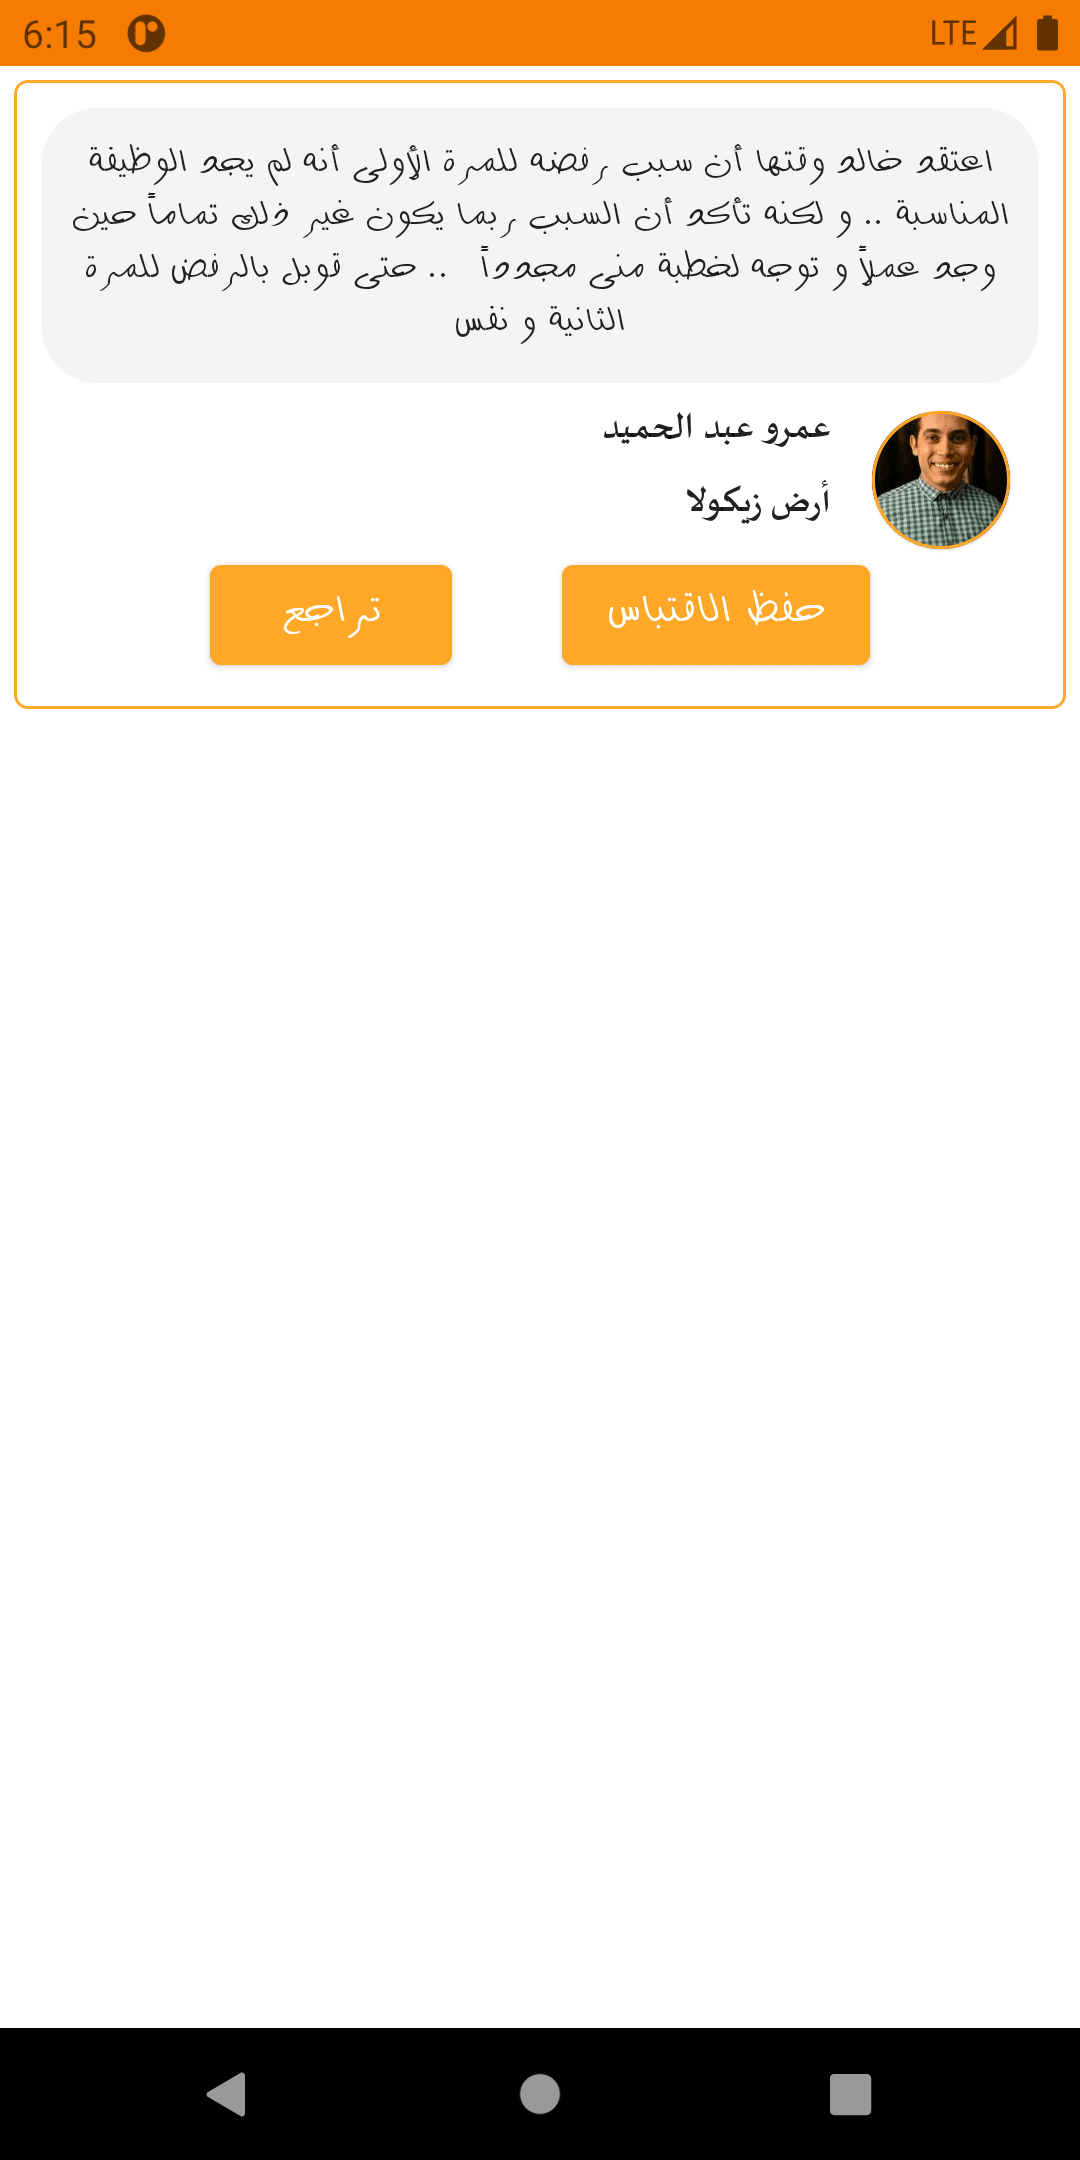 6:15
LTE
اعتقد خالد وقتها أن سبب رفضه للمرة الأولى أنه لم يجد الوظيفة
المناسبة .. و لكنه تأكد أن السبب ربما يكون غير ذلك تماماً حين
وجد عملاً و توجه لخطبة منى مجدداً .. حتى قوبل بالرفض للمرة
الثانية و نفس
عمرو عبد الحميد
أرض زيكولا
حفظ الاقتباس
تراجع